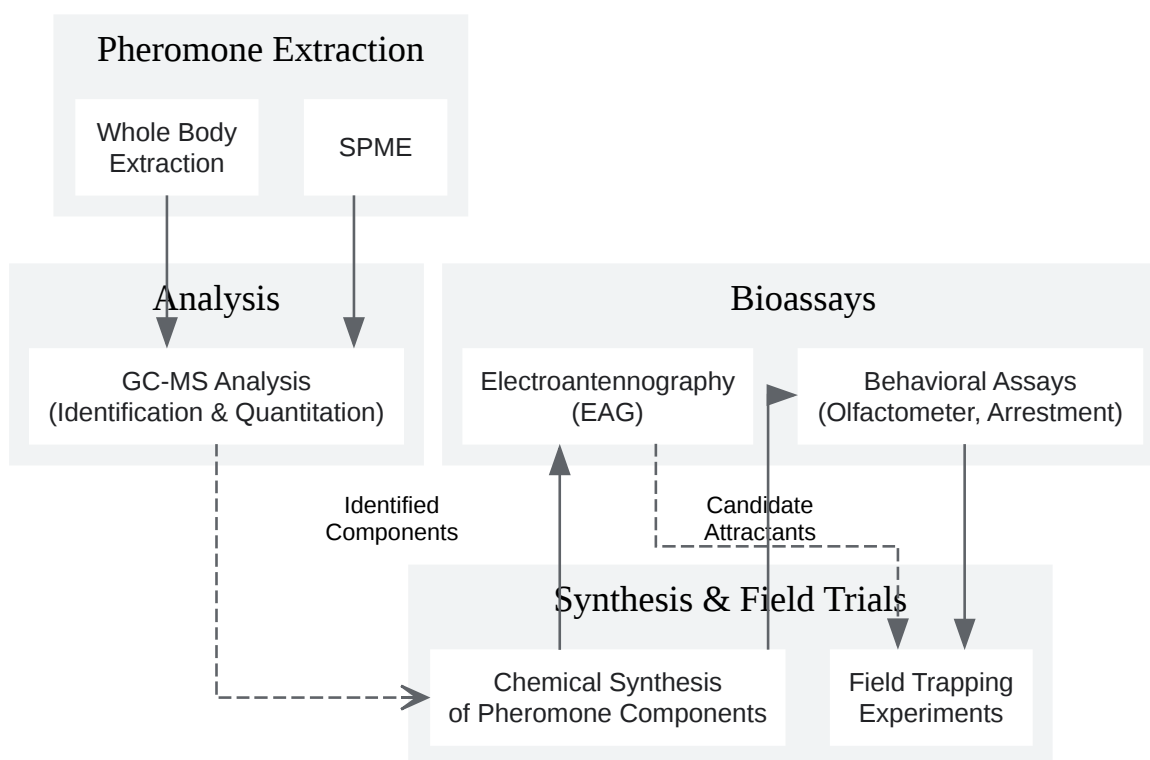 Pheromone Extraction
Whole Body
Extraction
SPME
Analysis
GC-MS Analysis
(Identification & Quantitation)
Bioassays
Electroantennography
(EAG)
Behavioral Assays
(Olfactometer, Arrestment)
Identified
Components
Candidate
Attractants
Synthesis & Field Trials
Chemical Synthesis
of Pheromone Components
Field Trapping
Experiments